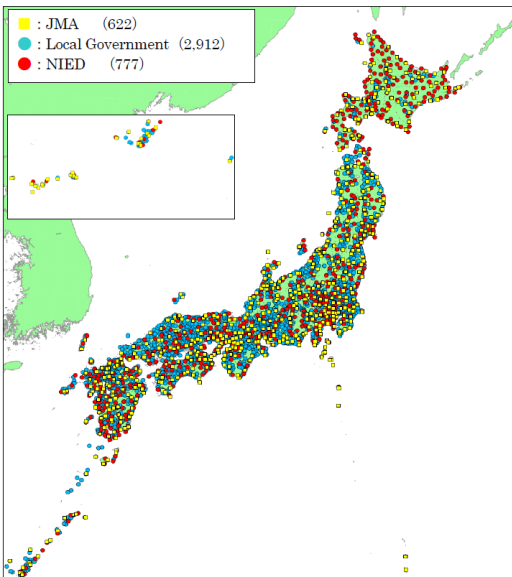 : JMA (622)
: Local Government (2,912)
: NIED (777)